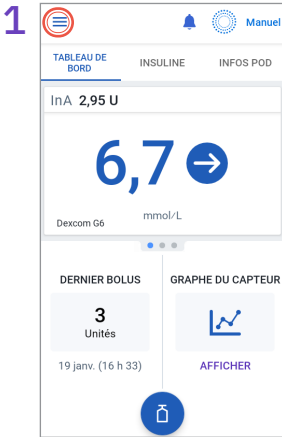 1
Manuel
TABLEAU DE
BORD
INSULINE
INFOS POD
InA 2,95 U
6,7
mmol/L
Dexcom G6
DERNIER BOLUS
GRAPHE DU CAPTEUR
3
Unités
19 janv. (16 h 33)
AFFICHER